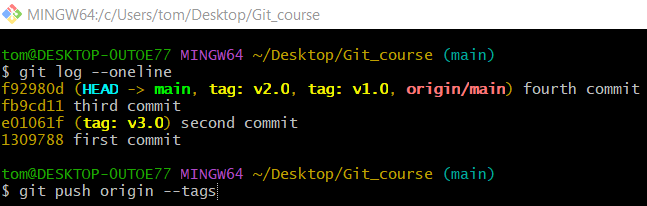 MINGW64:/c/Users/tom/Desktop/Git_course
tom@DESKTOP-OUTOE77 MINGW64 ~/Desktop/Git_course (main)
$ git log --oneline
f92980d (HEAD -> main, tag: v2.0, tag: v1.0, origin/main) fourth commit
fb9cd11 third commit
e01061f (tag: v3.0) second commit
1309788 first commit
tom@DESKTOP-OUTOE77 MINGW64 ~/Desktop/Git_course (main)
$ git push origin --tags